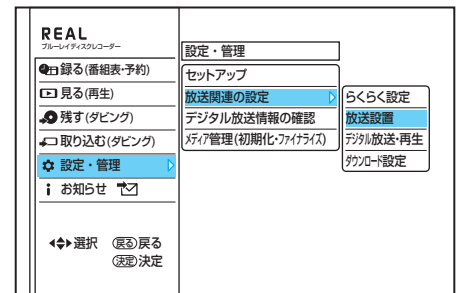 REAL
ブルーレイディスクレコーダー
録る(番組表・予約)
見る(再生)
残す(ダビング)
取り込む(ダビング)
設定・管理
お知らせ
選択 戻る 戻る
決定 決定
設定・管理
セットアップ
放送関連の設定
デジタル放送情報の確認
メディア管理(初期化・ファイナライズ)
らくらく設定
放送設置
デジタル放送・再生
ダウンロード設定